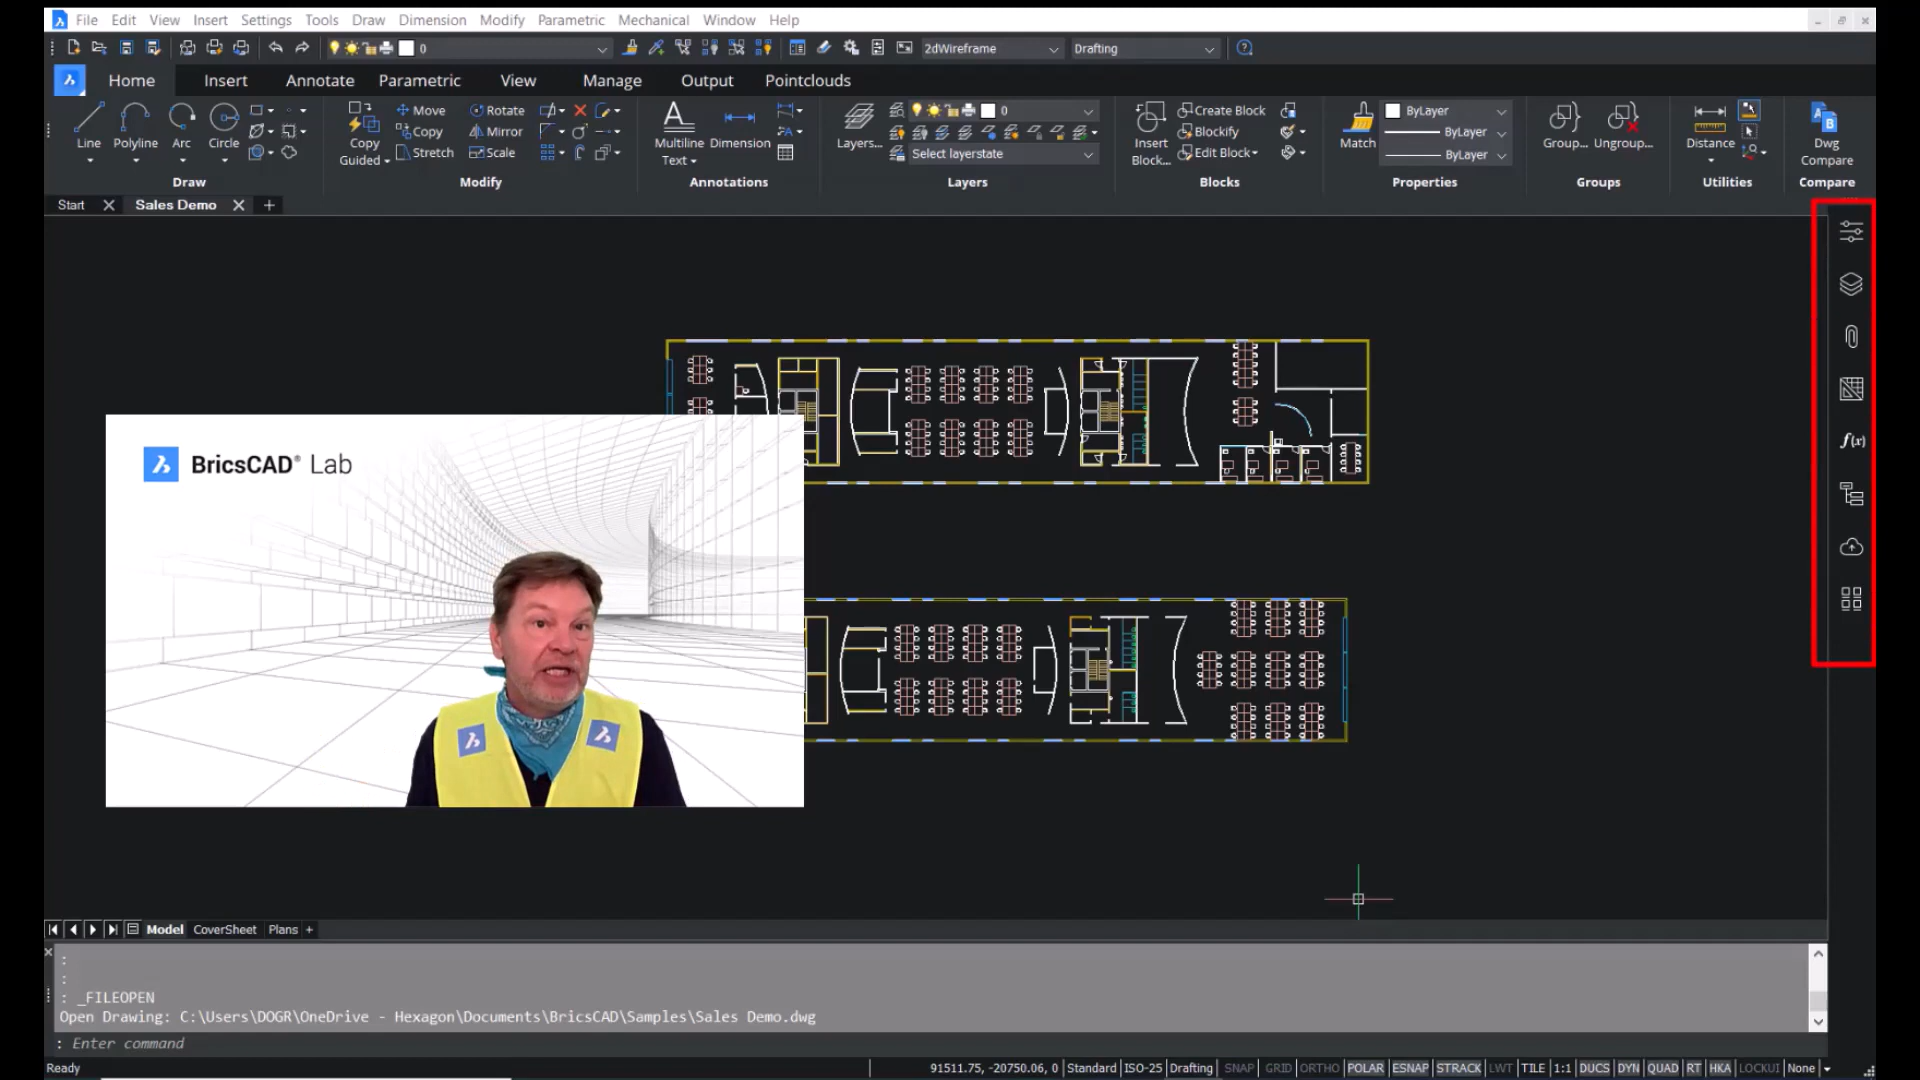 File Edit View Insert Settings Tools Draw Dimension Modify Parametric Mechanical Window Help
0 2dWireframe Drafting
Home Insert Annotate Parametric View Manage Output Pointclouds
Line Polyline Arc Circle
Draw
Copy Guided
Move Rotate
Copy Mirror
Stretch Scale
Modify
Multiline Text Dimension
Annotations
Layers...
0
Select layerstate
Layers
Insert Block...
Create Block
Blockify
Edit Block
Blocks
Match
ByLayer
ByLayer
ByLayer
Properties
Group... Ungroup...
Groups
Distance
Utilities
Dwg Compare
Compare
Start Sales Demo
f(x)
BricsCAD® Lab
Model CoverSheet Plans +
:
:
: _FILEOPEN
Open Drawing: C:\Users\DOGR\OneDrive - Hexagon\Documents\BricsCAD\Samples\Sales Demo.dwg
: Enter command
Ready 91511.75, -20750.06, 0 Standard ISO-25 Drafting SNAP GRID ORTHO POLAR ESNAP STRACK LWT TILE 1:1 DUCS DYN QUAD RT HKA LOCKUI None